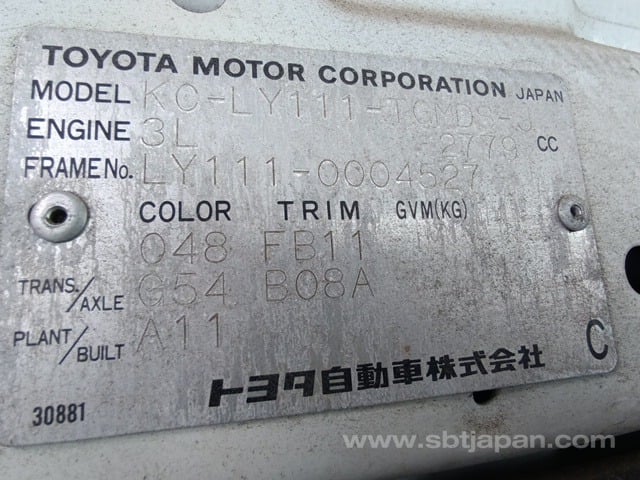 TOYOTA MOTOR CORPORATION JAPAN
MODEL KC-LY111-TGMDS-J
ENGINE 3L 2779 CC
FRAME No. LY111-0004527
COLOR TRIM GVM(KG)
048 FB11
TRANS./AXLE G54 B08A
PLANT/BUILT A11
C
トヨタ自動車株式会社
30881
www.sbtjapan.com